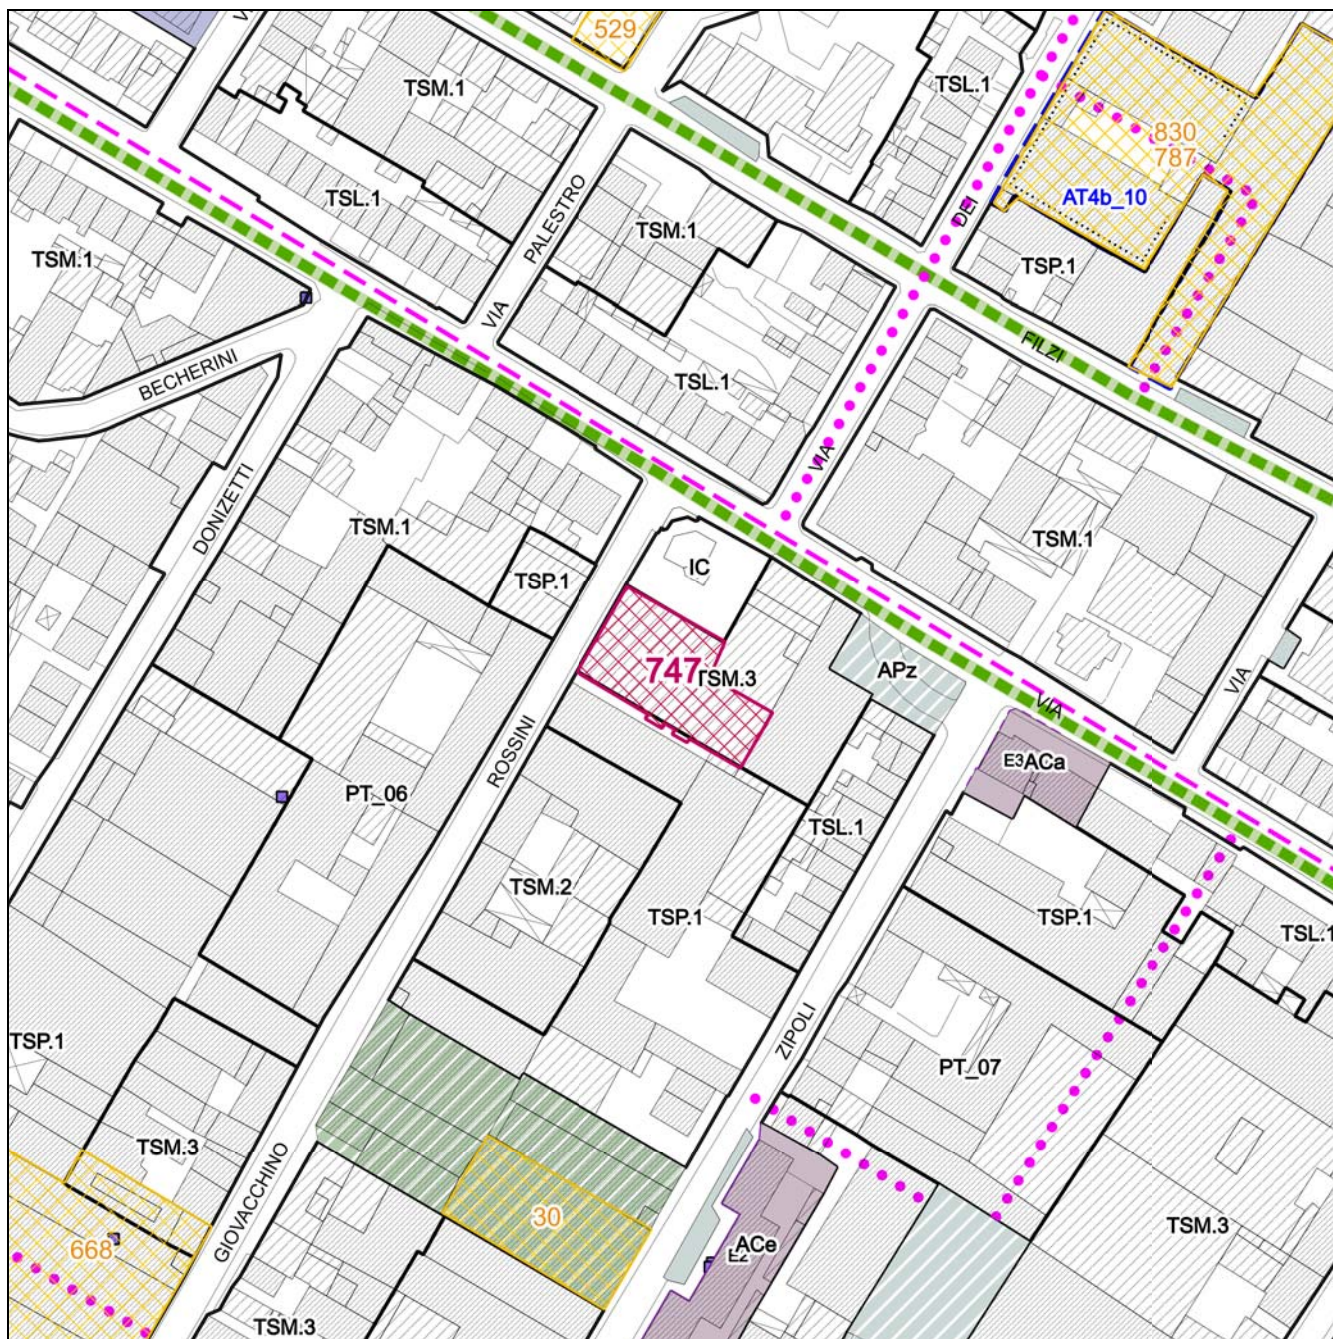 529
TSM.1
TSL.1
830
787
AT4b_10
TSL.1
VIA PALESTRO
TSM.1
VIA DEI
TSM.1
TSP.1
FILZI
BECHERINI
TSL.1
DONIZETTI
TSM.1
TSM.1
TSP.1
IC
747
TSM.3
APz
VIA
VIA
ROSSINI
E3
ACa
PT_06
TSL.1
TSM.2
TSP.1
TSP.1
TSL.1
ZIPOLI
TSP.1
PT_07
TSM.3
GIOVACCHINO
30
TSM.3
668
E2
ACe
TSM.3